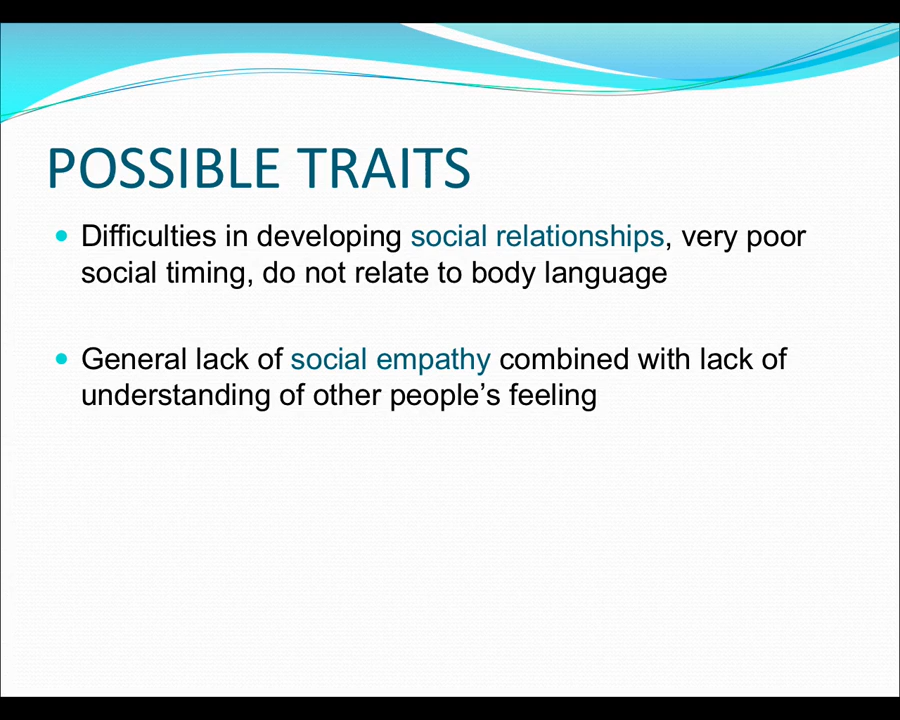 POSSIBLE TRAITS
• Difficulties in developing social relationships, very poor
social timing, do not relate to body language
• General lack of social empathy combined with lack of
understanding of other people’s feeling